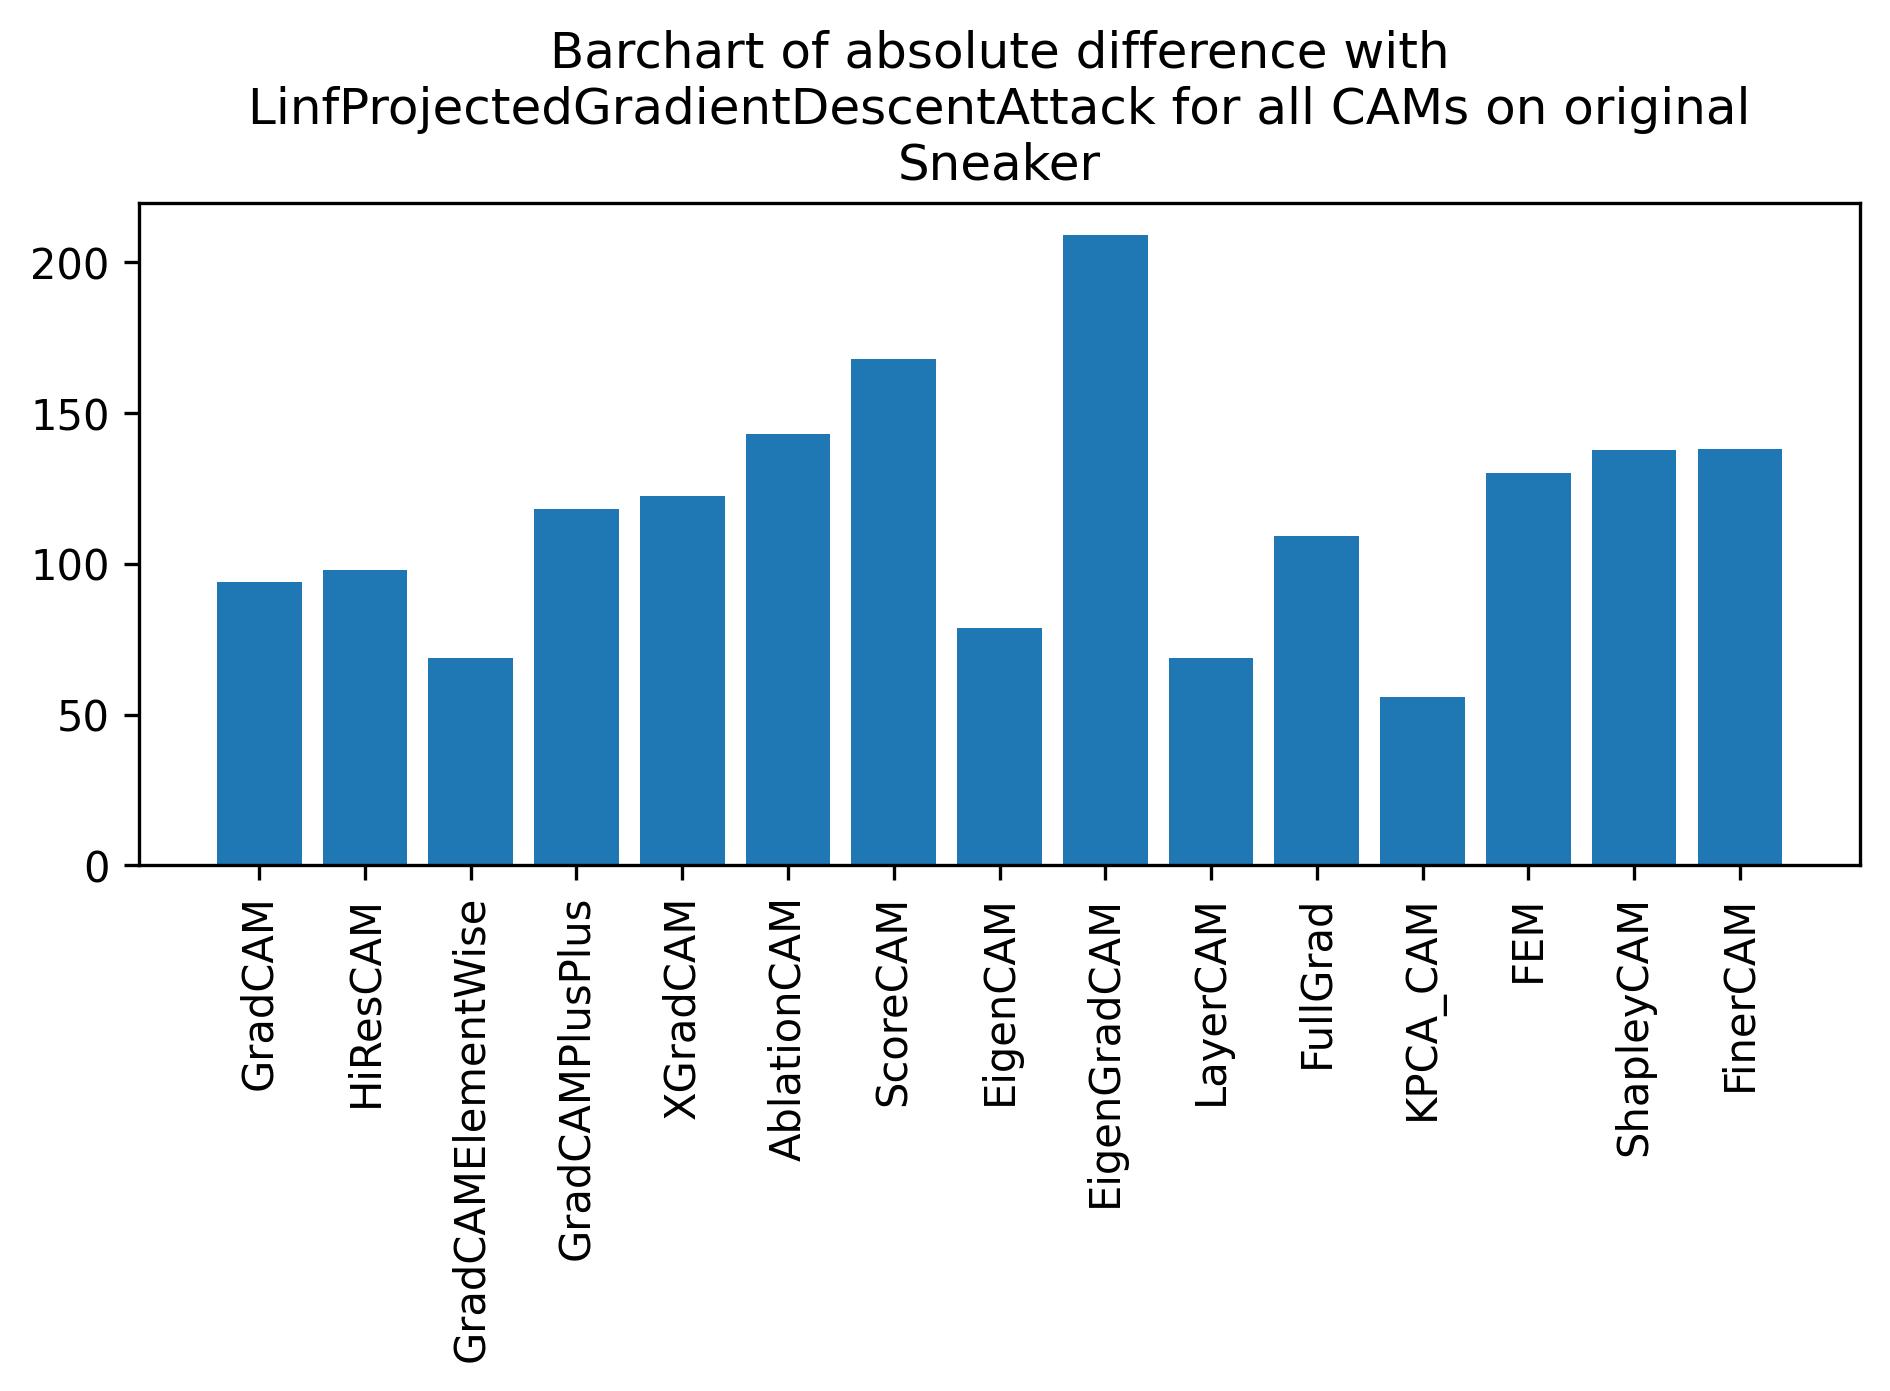 Barchart of absolute difference with
LinfProjectedGradientDescentAttack for all CAMs on original
Sneaker
200
150
100
50
0
GradCAM
HiResCAM
GradCAMElementWise
GradCAMPlusPlus
XGradCAM
AblationCAM
ScoreCAM
EigenCAM
EigenGradCAM
LayerCAM
FullGrad
KPCA_CAM
FEM
ShapleyCAM
FinerCAM